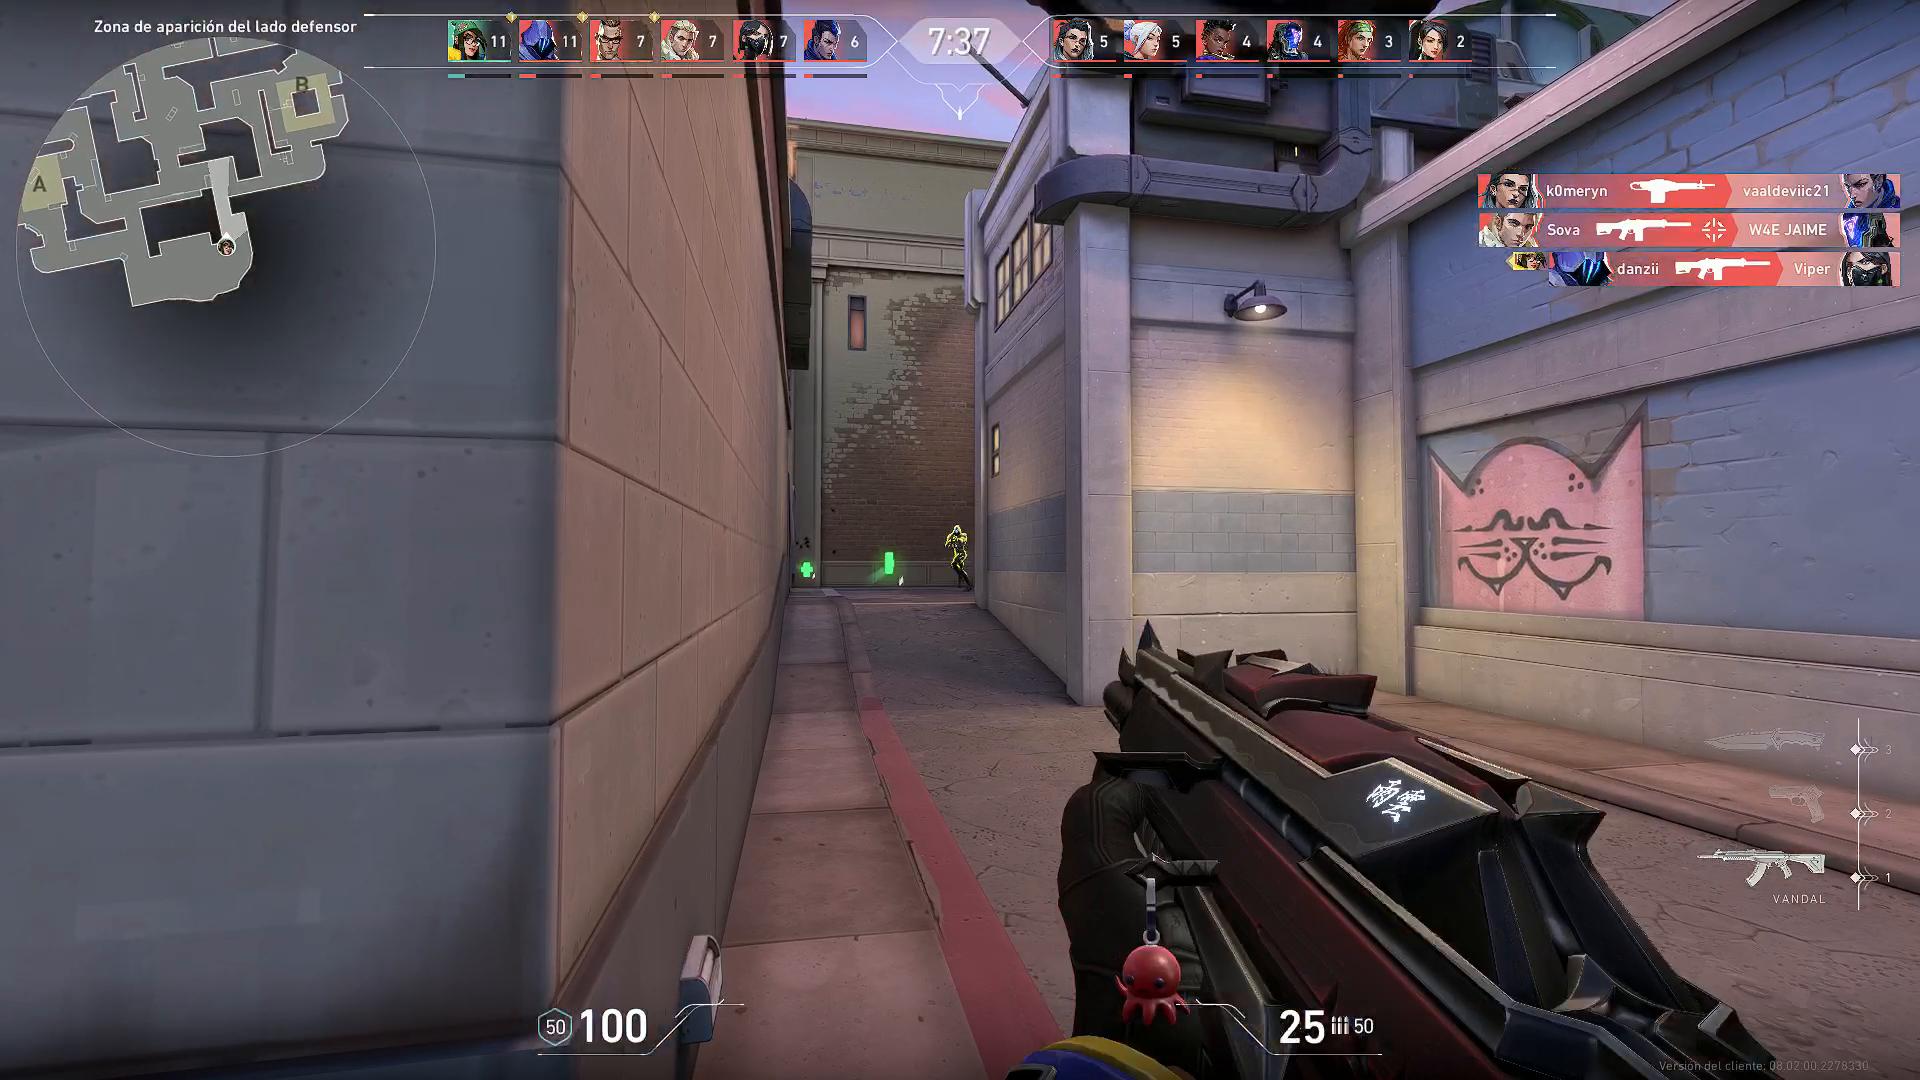 Zona de aparición del lado defensor
11 11 7 7 7 6 7:37 5 5 4 4 3 2
B
A
k0meryn vaaldeviic21
Sova W4E JAIME
danzii Viper
3
2
1
VANDAL
50 100
25 50
Versión del cliente: 08.02.00.2278330